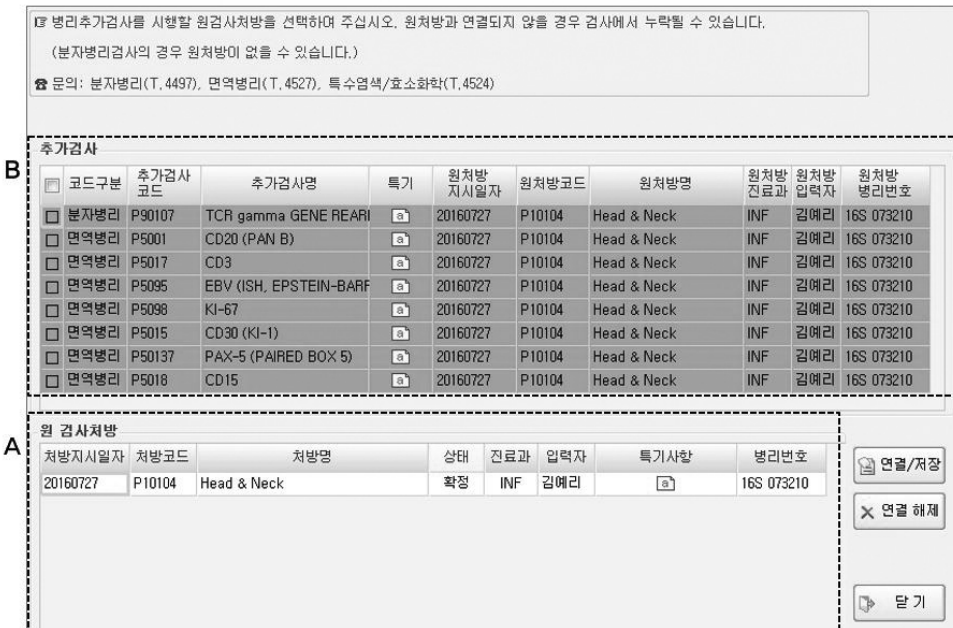 ☞ 병리추가검사를 시행할 원검사처방을 선택하여 주십시오. 원처방과 연결되지 않을 경우 검사에서 누락될 수 있습니다.
(분자병리검사의 경우 원처방이 없을 수 있습니다.)
☎ 문의: 분자병리(T.4497), 면역병리(T.4527), 특수염색/효소화학(T.4524)
B
추가검사
코드구분 추가검사 코드 추가검사명 특기 원처방 지시일자 원처방코드 원처방명 원처방 진료과 원처방 입력자 원처방 병리번호
분자병리 P90107 TCR gamma GENE REARI a 20160727 P10104 Head & Neck INF 김예리 16S 073210
면역병리 P5001 CD20 (PAN B) a 20160727 P10104 Head & Neck INF 김예리 16S 073210
면역병리 P5017 CD3 a 20160727 P10104 Head & Neck INF 김예리 16S 073210
면역병리 P5095 EBV (ISH, EPSTEIN-BARF a 20160727 P10104 Head & Neck INF 김예리 16S 073210
면역병리 P5098 KI-67 a 20160727 P10104 Head & Neck INF 김예리 16S 073210
면역병리 P5015 CD30 (KI-1) a 20160727 P10104 Head & Neck INF 김예리 16S 073210
면역병리 P50137 PAX-5 (PAIRED BOX 5) a 20160727 P10104 Head & Neck INF 김예리 16S 073210
면역병리 P5018 CD15 a 20160727 P10104 Head & Neck INF 김예리 16S 073210
A
원 검사처방
처방지시일자 처방코드 처방명 상태 진료과 입력자 특기사항 병리번호
20160727 P10104 Head & Neck 확정 INF 김예리 a 16S 073210
연결/저장
연결 해제
닫기